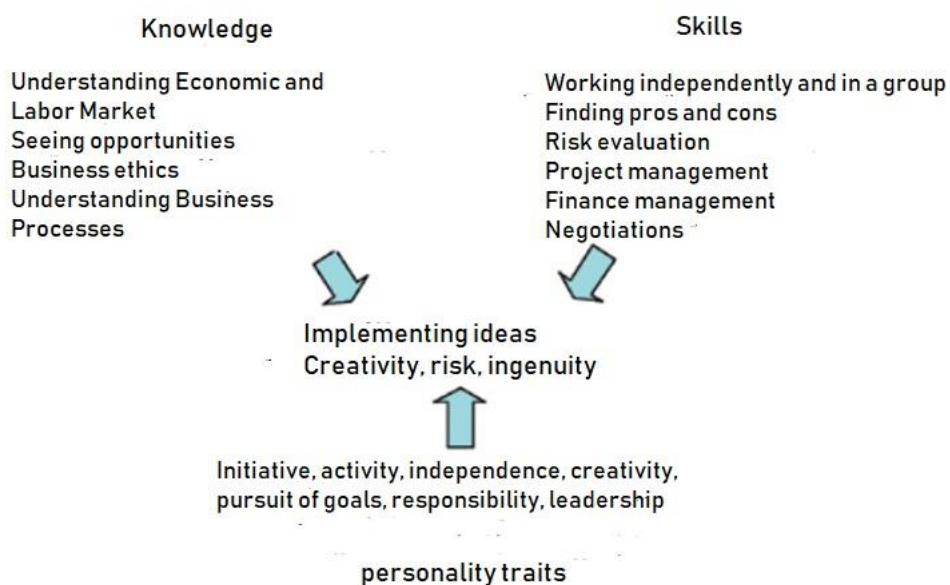 Knowledge
Understanding Economic and
Labor Market
Seeing opportunities
Business ethics
Understanding Business
Processes
Skills
Working independently and in a group
Finding pros and cons
Risk evaluation
Project management
Finance management
Negotiations
Implementing ideas
Creativity, risk, ingenuity
Initiative, activity, independence, creativity,
pursuit of goals, responsibility, leadership
personality traits